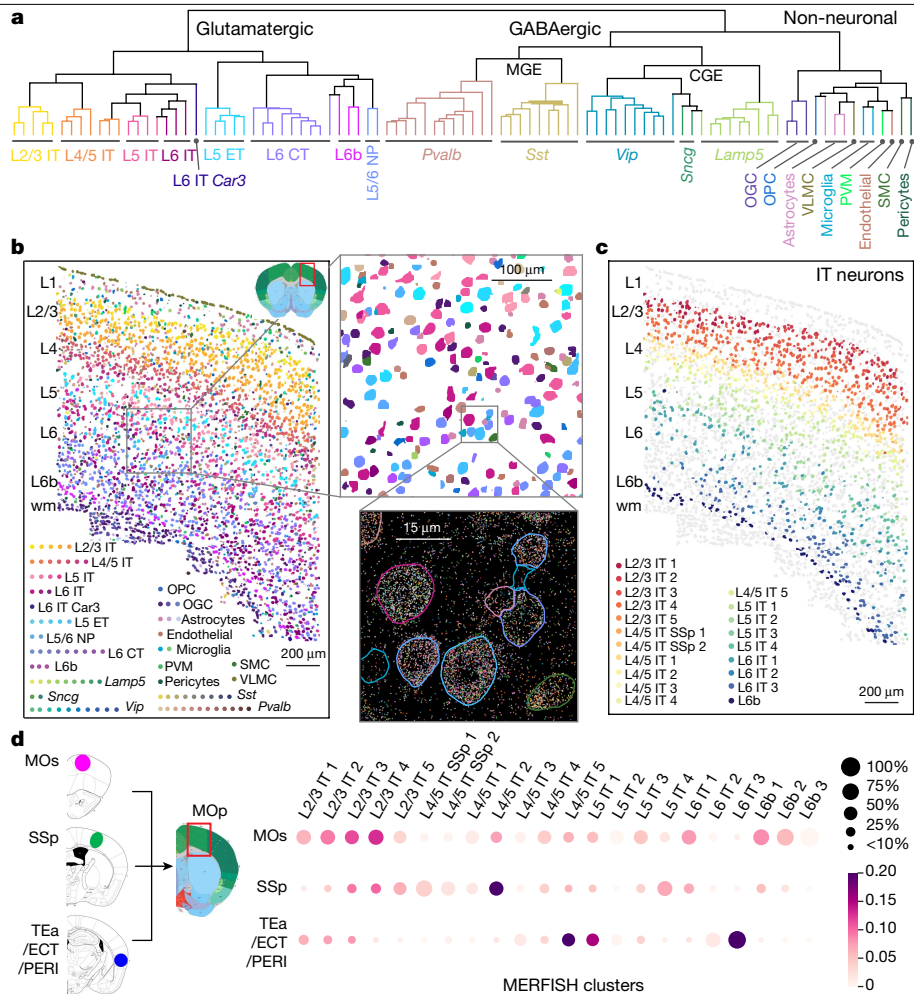 a
Glutamatergic
GABAergic
Non-neuronal
MGE
CGE
L2/3 IT
L4/5 IT
L5 IT
L6 IT
L6 IT Car3
L5 ET
L6 CT
L6b
L5/6 NP
Pvalb
Sst
Vip
Sncg
Lamp5
OGC
OPC
Astrocytes
VLMC
Microglia
PVM
Endothelial
SMC
Pericytes
b
L1
L2/3
L4
L5
L6
L6b
wm
L2/3 IT
L4/5 IT
L5 IT
L6 IT
L6 IT Car3
L5 ET
L5/6 NP
L6 CT
L6b
Lamp5
Sncg
Vip
OPC
OGC
Astrocytes
Endothelial
Microglia
PVM
SMC
Pericytes
VLMC
Sst
Pvalb
200 μm
100 μm
15 μm
c
IT neurons
L1
L2/3
L4
L5
L6
L6b
wm
L2/3 IT 1
L2/3 IT 2
L2/3 IT 3
L2/3 IT 4
L2/3 IT 5
L4/5 IT SSp 1
L4/5 IT SSp 2
L4/5 IT 1
L4/5 IT 2
L4/5 IT 3
L4/5 IT 4
L4/5 IT 5
L5 IT 1
L5 IT 2
L5 IT 3
L5 IT 4
L6 IT 1
L6 IT 2
L6 IT 3
L6b
200 μm
d
MOs
SSp
TEa
/ECT
/PERI
MOp
L2/3 IT 1
L2/3 IT 2
L2/3 IT 3
L2/3 IT 4
L2/3 IT 5
L4/5 IT SSp 1
L4/5 IT SSp 2
L4/5 IT 1
L4/5 IT 2
L4/5 IT 3
L4/5 IT 4
L4/5 IT 5
L5 IT 1
L5 IT 2
L5 IT 3
L5 IT 4
L6 IT 1
L6 IT 2
L6 IT 3
L6b 1
L6b 2
L6b 3
MOs
SSp
TEa
/ECT
/PERI
MERFISH clusters
100%
75%
50%
25%
<10%
0.20
0.15
0.10
0.05
0